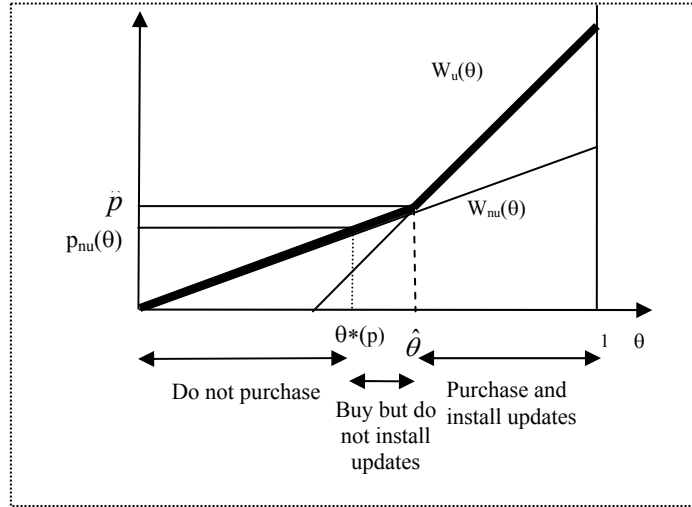 Wᵤ(θ)
p̈
Wₙᵤ(θ)
pₙᵤ(θ)
θ*(p)
θ̂
1
θ
Do not purchase
Buy but do
not install
updates
Purchase and
install updates